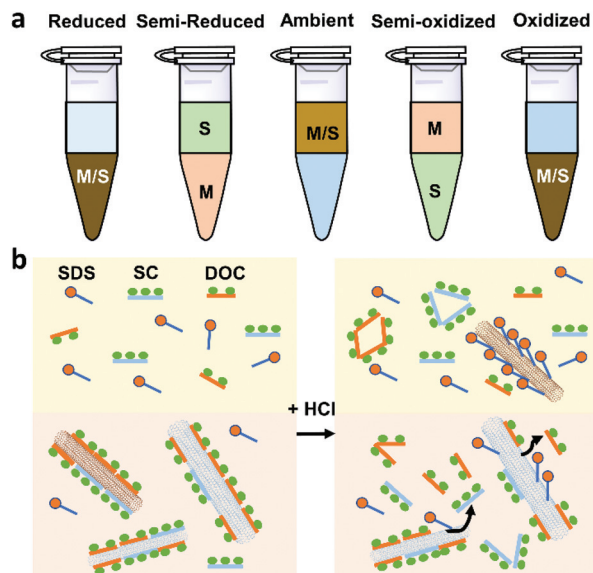 a
Reduced Semi-Reduced Ambient Semi-oxidized Oxidized
S M/S M
M/S M S M/S
b
SDS SC DOC
+ HCl